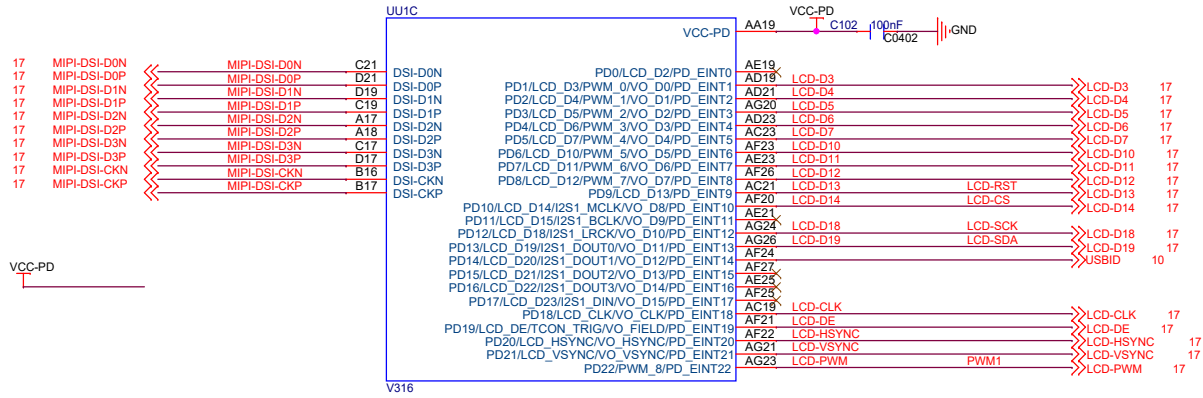 UU1C
VCC-PD AA19 VCC-PD C102 100nF C0402 GND
17 MIPI-DSI-D0N MIPI-DSI-D0N C21 DSI-D0N
17 MIPI-DSI-D0P MIPI-DSI-D0P D21 DSI-D0P
17 MIPI-DSI-D1N MIPI-DSI-D1N D19 DSI-D1N
17 MIPI-DSI-D1P MIPI-DSI-D1P C19 DSI-D1P
17 MIPI-DSI-D2N MIPI-DSI-D2N A17 DSI-D2N
17 MIPI-DSI-D2P MIPI-DSI-D2P A18 DSI-D2P
17 MIPI-DSI-D3N MIPI-DSI-D3N C17 DSI-D3N
17 MIPI-DSI-D3P MIPI-DSI-D3P D17 DSI-D3P
17 MIPI-DSI-CKN MIPI-DSI-CKN B16 DSI-CKN
17 MIPI-DSI-CKP MIPI-DSI-CKP B17 DSI-CKP
VCC-PD
PD0/LCD_D2/PD_EINT0 AE19
PD1/LCD_D3/PWM_0/VO_D0/PD_EINT1 AD19 LCD-D3 LCD-D3 17
PD2/LCD_D4/PWM_1/VO_D1/PD_EINT2 AD21 LCD-D4 LCD-D4 17
PD3/LCD_D5/PWM_2/VO_D2/PD_EINT3 AG20 LCD-D5 LCD-D5 17
PD4/LCD_D6/PWM_3/VO_D3/PD_EINT4 AD23 LCD-D6 LCD-D6 17
PD5/LCD_D7/PWM_4/VO_D4/PD_EINT5 AC23 LCD-D7 LCD-D7 17
PD6/LCD_D10/PWM_5/VO_D5/PD_EINT6 AF23 LCD-D10 LCD-D10 17
PD7/LCD_D11/PWM_6/VO_D6/PD_EINT7 AE23 LCD-D11 LCD-D11 17
PD8/LCD_D12/PWM_7/VO_D7/PD_EINT8 AF26 LCD-D12 LCD-D12 17
PD9/LCD_D13/PD_EINT9 AC21 LCD-D13 LCD-RST LCD-D13 17
PD10/LCD_D14/I2S1_MCLK/VO_D8/PD_EINT10 AF20 LCD-D14 LCD-CS LCD-D14 17
PD11/LCD_D15/I2S1_BCLK/VO_D9/PD_EINT11 AE21
PD12/LCD_D18/I2S1_LRCK/VO_D10/PD_EINT12 AG24 LCD-D18 LCD-SCK LCD-D18 17
PD13/LCD_D19/I2S1_DOUT0/VO_D11/PD_EINT13 AG26 LCD-D19 LCD-SDA LCD-D19 17
PD14/LCD_D20/I2S1_DOUT1/VO_D12/PD_EINT14 AF24 USBID 10
PD15/LCD_D21/I2S1_DOUT2/VO_D13/PD_EINT15 AF27
PD16/LCD_D22/I2S1_DOUT3/VO_D14/PD_EINT16 AE25
PD17/LCD_D23/I2S1_DIN/VO_D15/PD_EINT17 AF25
PD18/LCD_CLK/VO_CLK/PD_EINT18 AC19 LCD-CLK LCD-CLK 17
PD19/LCD_DE/TCON_TRIG/VO_FIELD/PD_EINT19 AF21 LCD-DE LCD-DE 17
PD20/LCD_HSYNC/VO_HSYNC/PD_EINT20 AF22 LCD-HSYNC LCD-HSYNC 17
PD21/LCD_VSYNC/VO_VSYNC/PD_EINT21 AG21 LCD-VSYNC LCD-VSYNC 17
PD22/PWM_8/PD_EINT22 AG23 LCD-PWM PWM1 LCD-PWM 17
V316